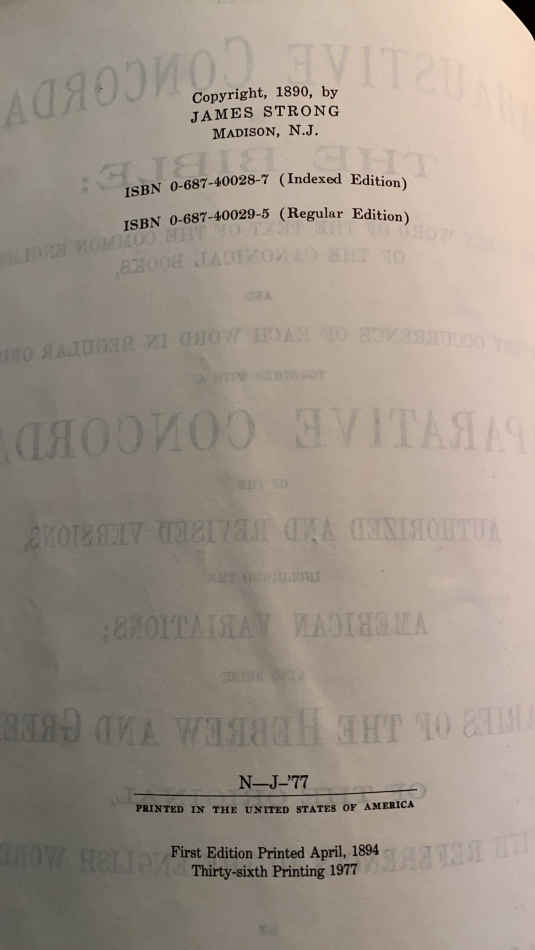 Copyright, 1890, by
JAMES STRONG
MADISON, N.J.
ISBN 0-687-40028-7 (Indexed Edition)
ISBN 0-687-40029-5 (Regular Edition)
N—J—'77
PRINTED IN THE UNITED STATES OF AMERICA
First Edition Printed April, 1894
Thirty-sixth Printing 1977